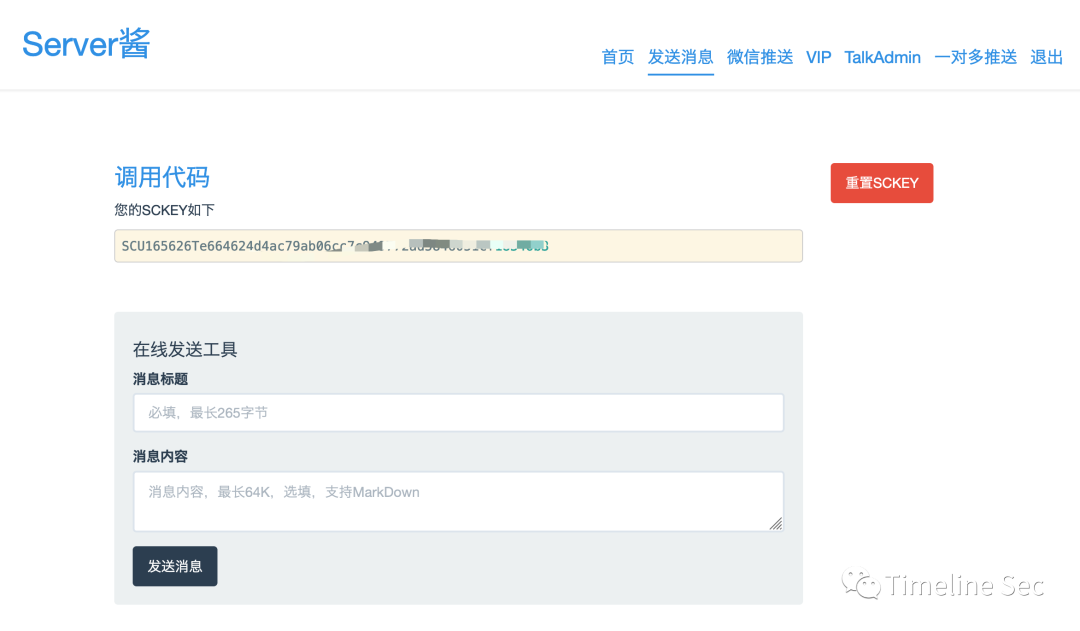 Server酱
首页 发送消息 微信推送 VIP TalkAdmin 一对多推送 退出
调用代码
重置SCKEY
您的SCKEY如下
在线发送工具
消息标题
必填，最长265字节
消息内容
消息内容，最长64K，选填，支持MarkDown
发送消息
Timeline Sec